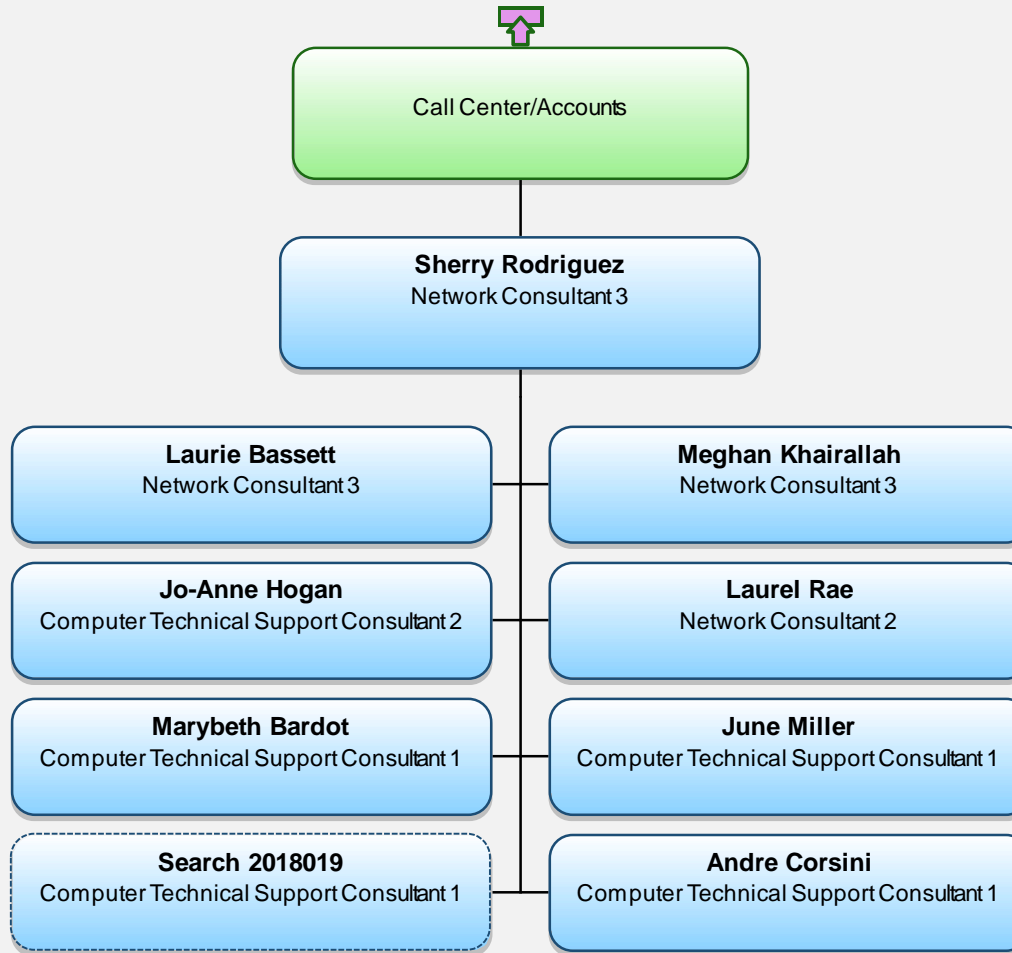 Call Center/Accounts
Sherry Rodriguez
Network Consultant 3
Laurie Bassett
Network Consultant 3
Meghan Khairallah
Network Consultant 3
Jo-Anne Hogan
Computer Technical Support Consultant 2
Laurel Rae
Network Consultant 2
Marybeth Bardot
Computer Technical Support Consultant 1
June Miller
Computer Technical Support Consultant 1
Search 2018019
Computer Technical Support Consultant 1
Andre Corsini
Computer Technical Support Consultant 1